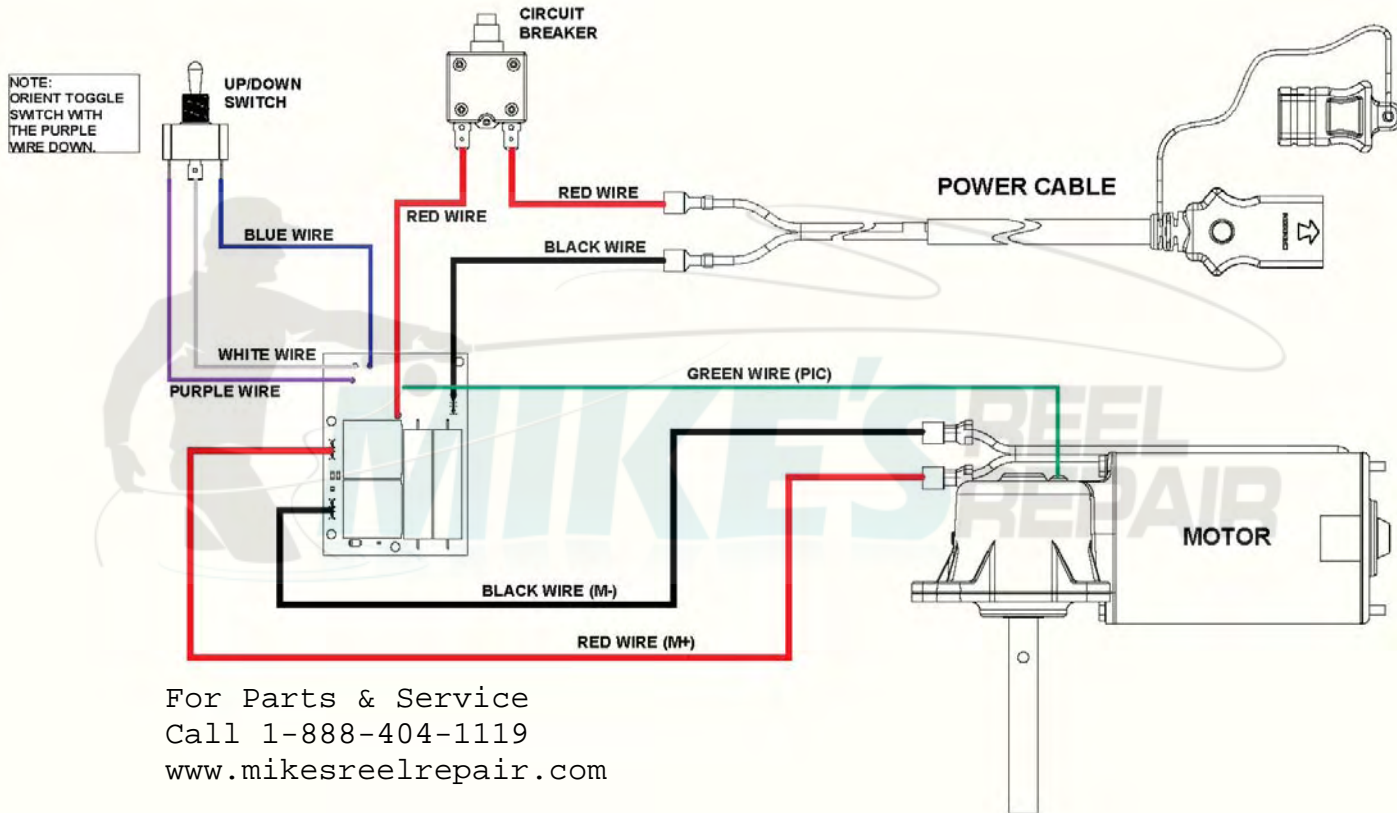 CIRCUIT
BREAKER
NOTE:
ORIENT TOGGLE
SWITCH WITH
THE PURPLE
WIRE DOWN.
UP/DOWN
SWITCH
POWER CABLE
RED WIRE
RED WIRE
BLUE WIRE
BLACK WIRE
WHITE WIRE
PURPLE WIRE
GREEN WIRE (PIC)
MIKE'S
REEL
REPAIR
MOTOR
BLACK WIRE (M-)
RED WIRE (M+)
For Parts & Service
Call 1-888-404-1119
www.mikesreelrepair.com